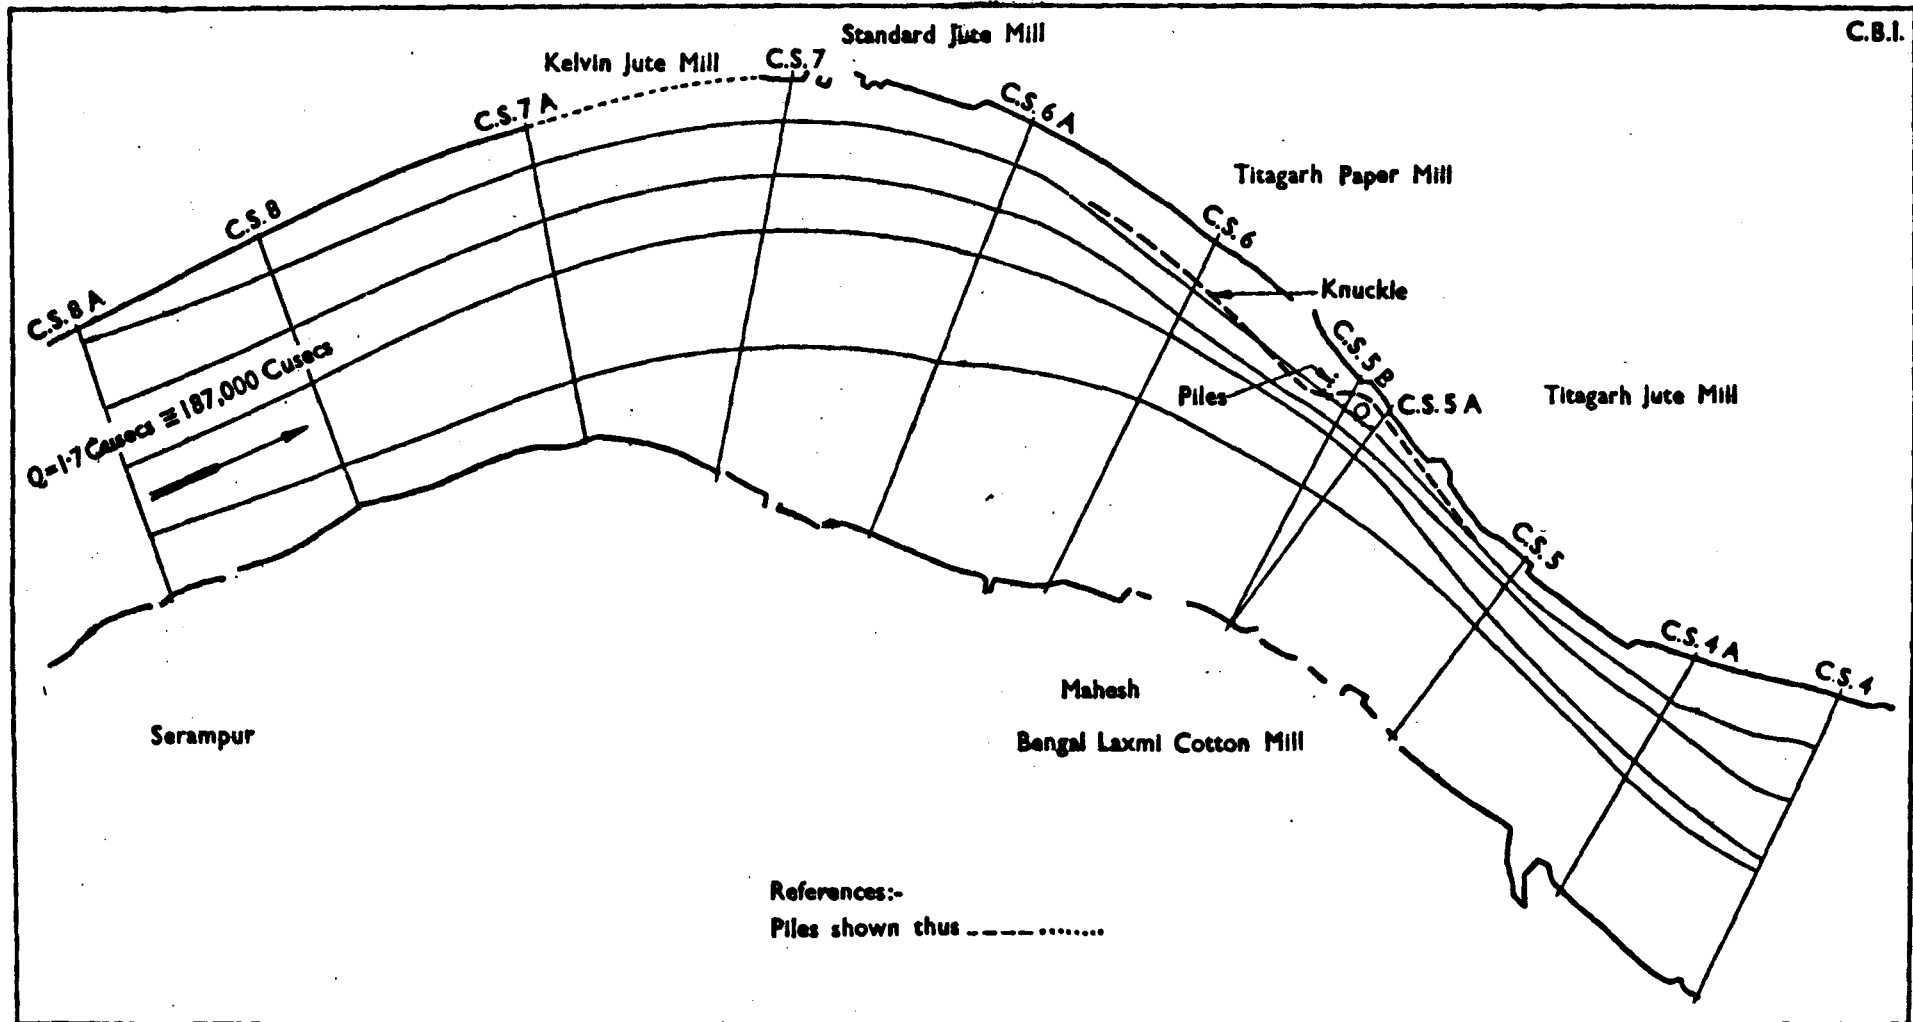 C.B.I.
Standard Jute Mill
Kelvin Jute Mill
C.S. 7
C.S. 7 A
C.S. 6 A
Titagarh Paper Mill
C.S. 8
C.S. 6
C.S. 8 A
Knuckle
C.S. 5 B
Piles
C.S. 5 A
Titagarh Jute Mill
Q=1·7 Cusecs ≡ 187,000 Cusecs
C.S. 5
C.S. 4 A
C.S. 4
Mahesh
Serampur
Bengal Laxmi Cotton Mill
References:-
Piles shown thus ---- ........